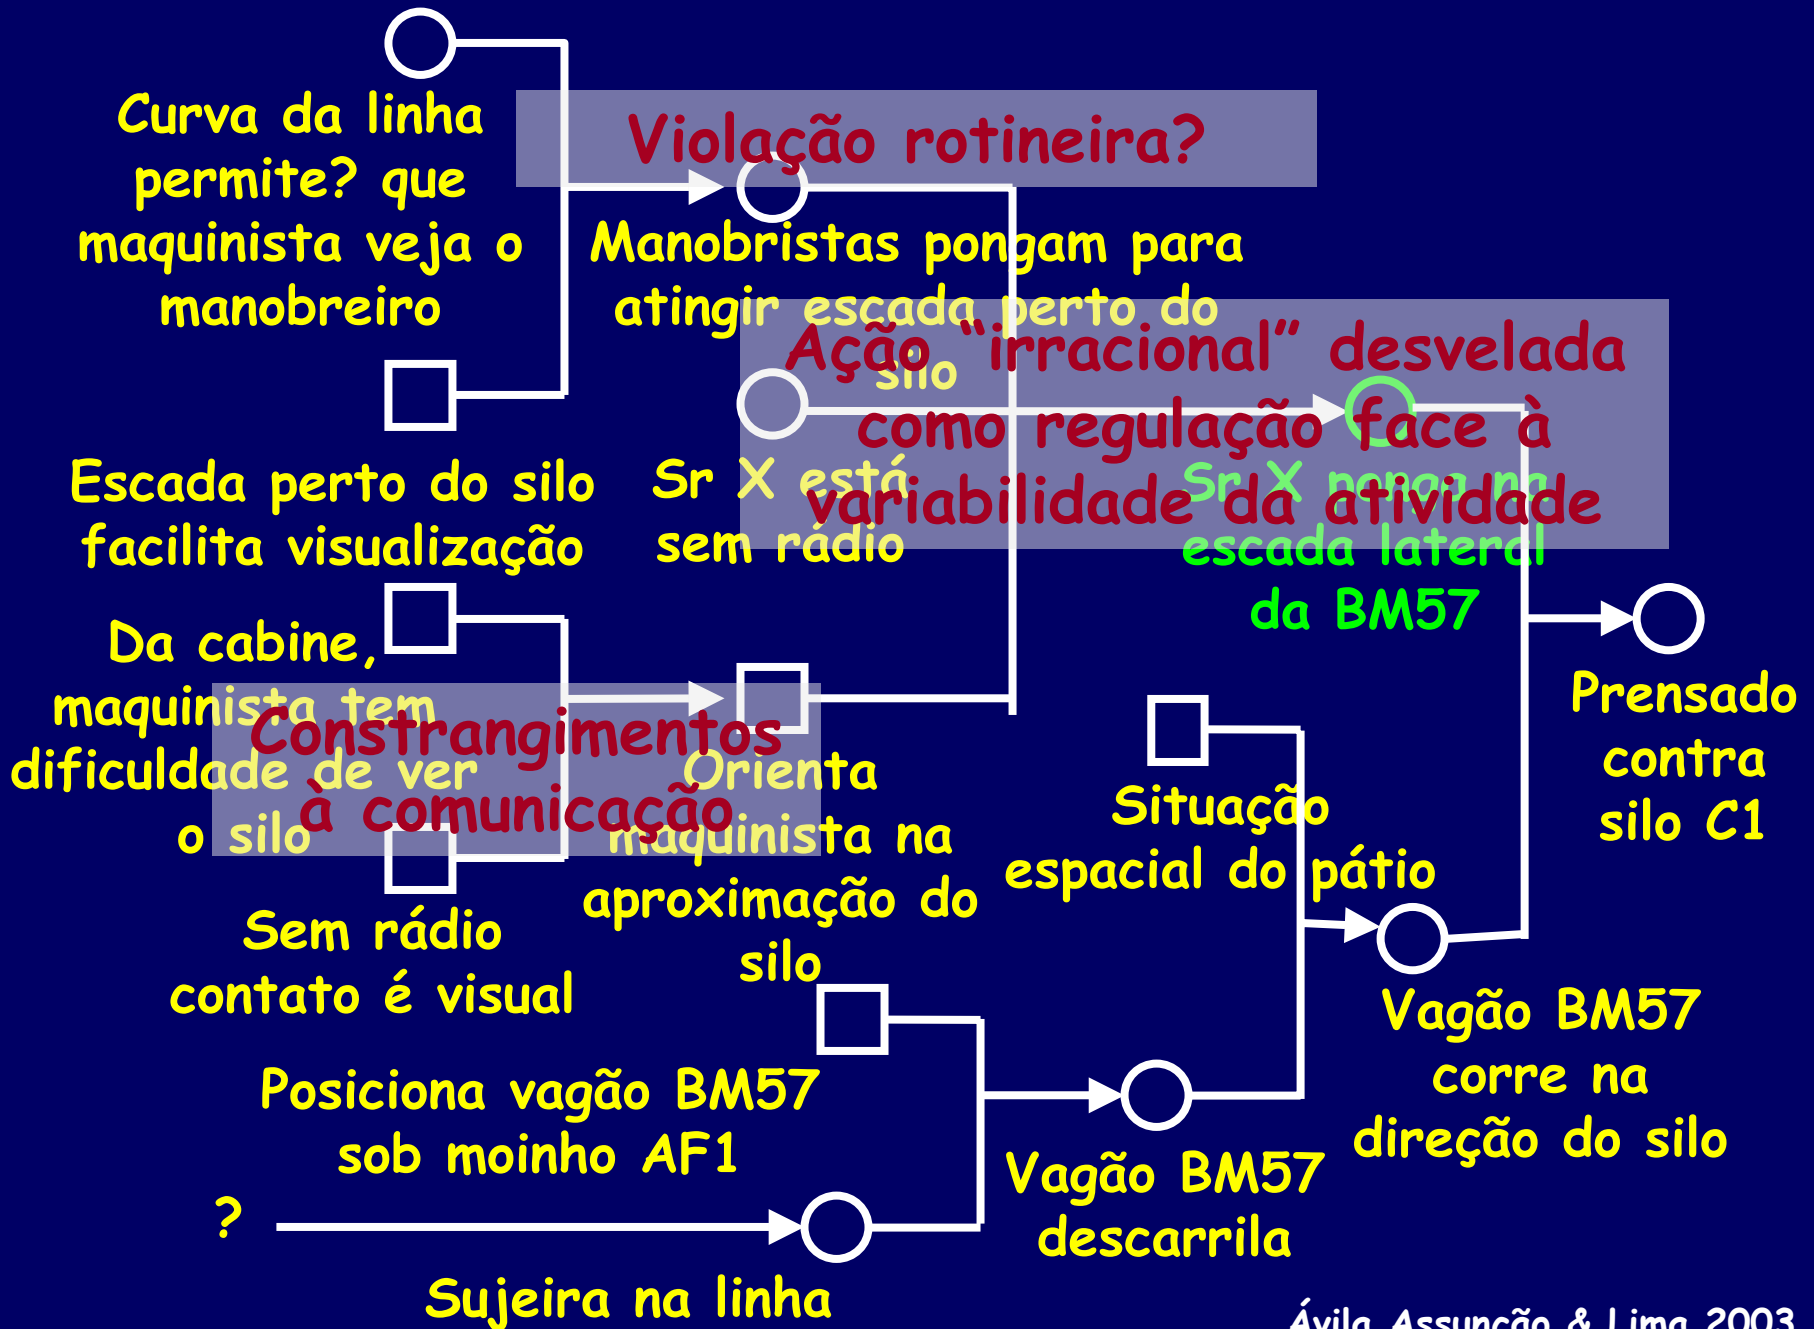 Curva da linha
permite? que
maquinista veja o
manobreiro
Violação rotineira?
Manobristas pongam para
atingir escada perto do
silo
Ação “irracional” desvelada
como regulação face à
variabilidade da atividade
Escada perto do silo
facilita visualização
Sr X está
sem rádio
Sr X ponga na
escada lateral
da BM57
Da cabine,
maquinista tem
dificuldade de ver
o silo
Constrangimentos
à comunicação
Orienta
maquinista na
aproximação do
silo
Situação
espacial do pátio
Prensado
contra
silo C1
Sem rádio
contato é visual
Vagão BM57
corre na
direção do silo
Posiciona vagão BM57
sob moinho AF1
Vagão BM57
descarrila
?
Sujeira na linha
Ávila Assunção & Lima 2003